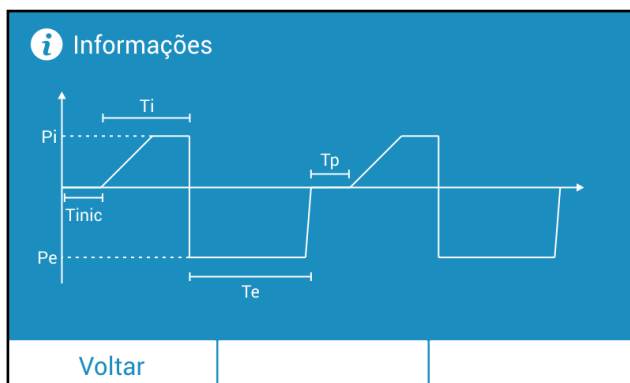 Informações
Ti
Pi
Tp
Tinic
Pe
Te
Voltar